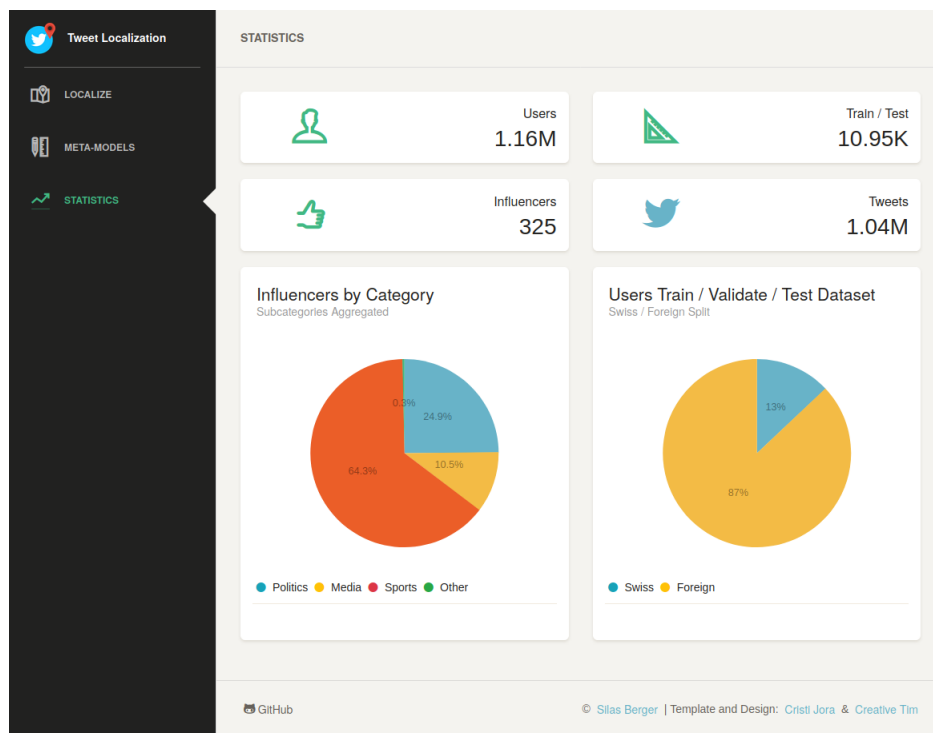 Tweet Localization
LOCALIZE
META-MODELS
STATISTICS
STATISTICS
Users
1.16M
Train / Test
10.95K
Influencers
325
Tweets
1.04M
Influencers by Category
Subcategories Aggregated
0.3%
24.9%
10.5%
64.3%
Politics Media Sports Other
Users Train / Validate / Test Dataset
Swiss / Foreign Split
13%
87%
Swiss Foreign
GitHub
© Silas Berger | Template and Design: Cristi Jora & Creative Tim